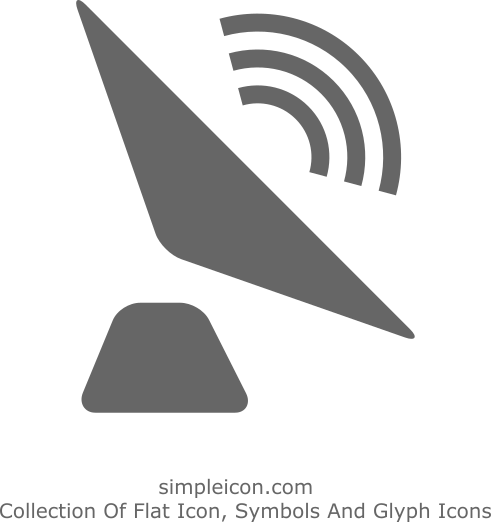 simpleicon.com
Collection Of Flat Icon, Symbols And Glyph Icons